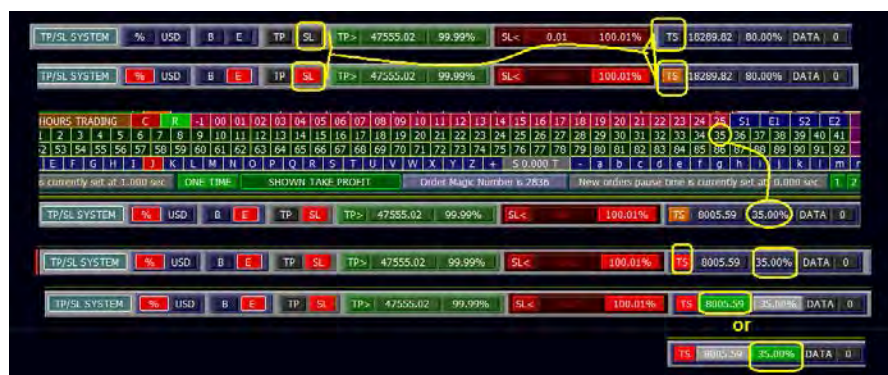 TP/SL SYSTEM % USD B E TP SL TP> 47555.02 99.99% SL< 0.01 100.01% TS 18289.82 80.00% DATA 0
TP/SL SYSTEM % USD B E TP SL TP> 47555.02 99.99% SL< 100.01% TS 18289.82 80.00% DATA 0
HOURS TRADING C R -1 00 01 02 03 04 05 06 07 08 09 10 11 12 13 14 15 16 17 18 19 20 21 22 23 24 25 S1 E1 S2 E2
1 2 3 4 5 6 7 8 9 10 11 12 13 14 15 16 17 18 19 20 21 22 23 24 25 26 27 28 29 30 31 32 33 34 35 36 37 38 39 40 41
52 53 54 55 56 57 58 59 60 61 62 63 64 65 66 67 68 69 70 71 72 73 74 75 76 77 78 79 80 81 82 83 84 85 86 87 88 89 90 91 92
E F G H I J K L M N O P Q R S T U V W X Y Z + S 0.000 T - a b c d e f g h i j k l m
s currently set at 1.000 sec ONE TIME SHOWN TAKE PROFIT Order Magic Number is 2836 New orders pause time is currently set at 0.000 sec 1 2
TP/SL SYSTEM % USD B E TP SL TP> 47555.02 99.99% SL< 100.01% TS 8005.59 35.00% DATA 0
TP/SL SYSTEM % USD B E TP SL TP> 47555.02 99.99% SL< 100.01% TS 8005.59 35.00% DATA 0
TP/SL SYSTEM % USD B E TP SL TP> 47555.02 99.99% SL< 100.01% TS 8005.59 35.00% DATA 0
or
TS 8005.59 35.00% DATA 0